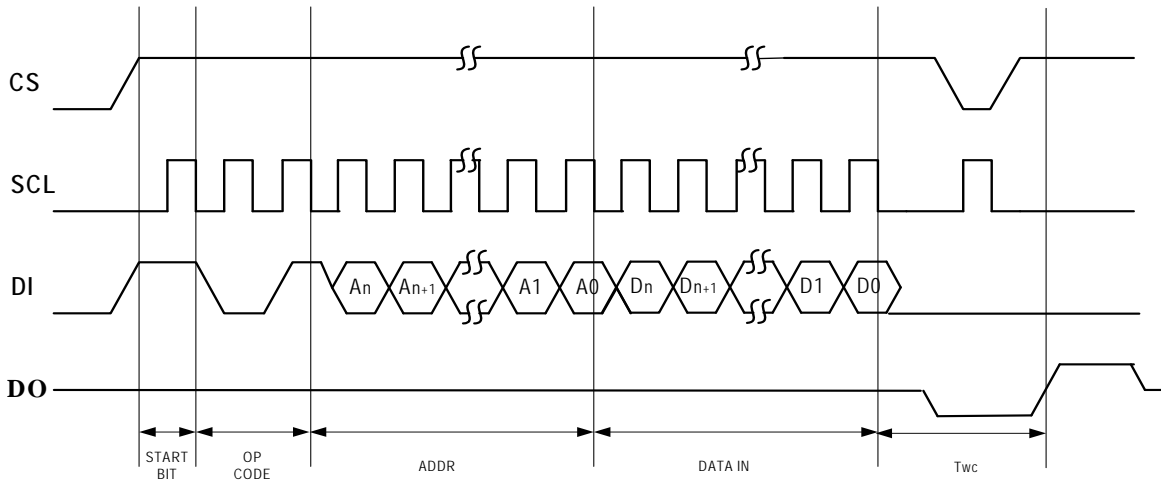 CS
SCL
DI
An
An+1
A1
A0
Dn
Dn+1
D1
D0
DO
START
BIT
OP
CODE
ADDR
DATA IN
Twc